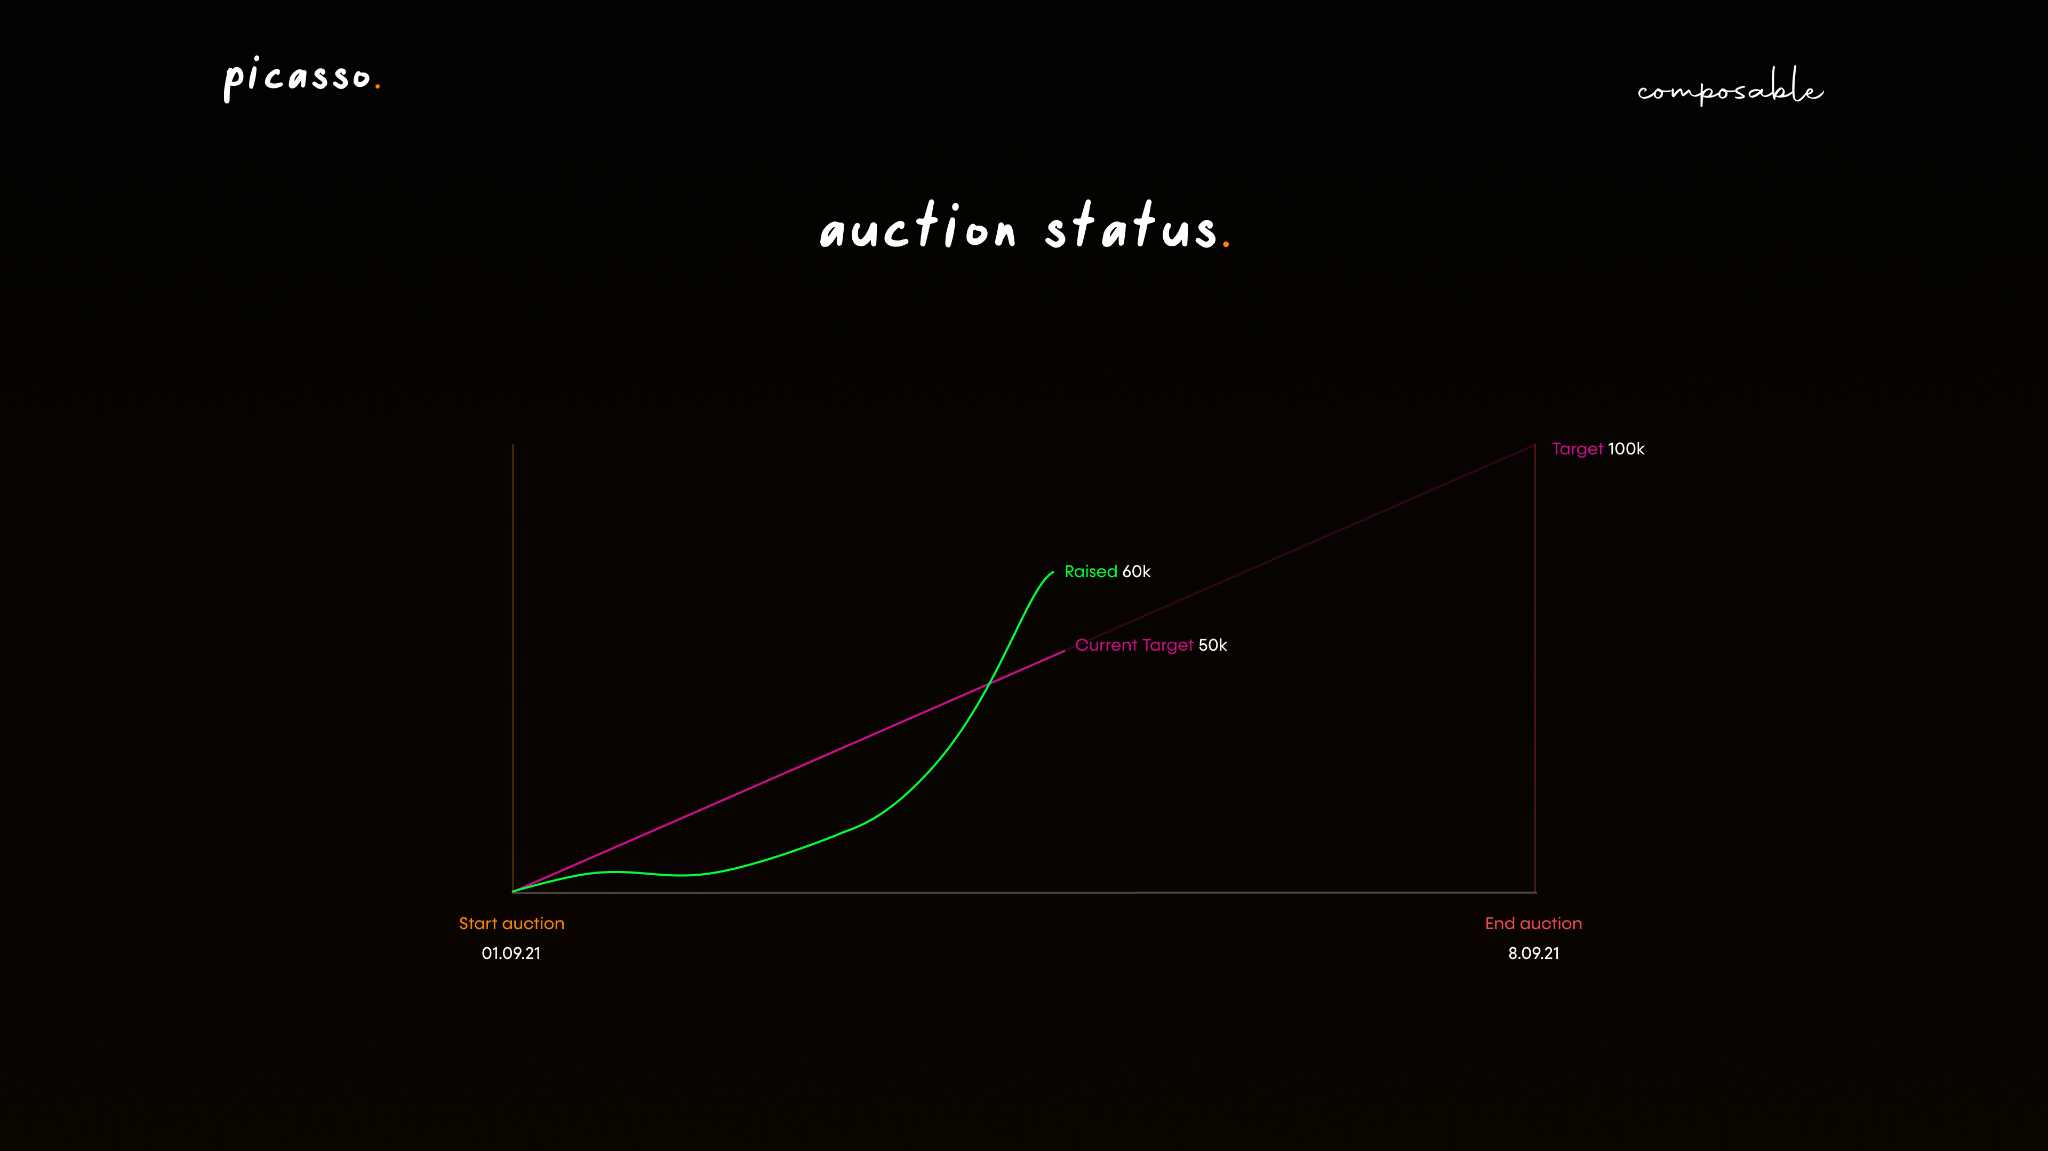 picasso.
composable
auction status.
Target 100k
Raised 60k
Current Target 50k
Start auction
01.09.21
End auction
8.09.21